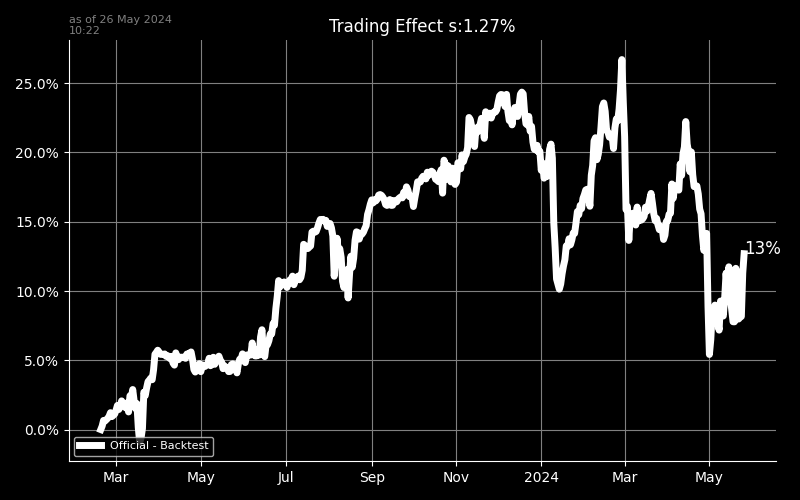 as of 26 May 2024
10:22
Trading Effect s:1.27%
25.0%
20.0%
15.0%
10.0%
5.0%
0.0%
13%
Official - Backtest
Mar May Jul Sep Nov 2024 Mar May